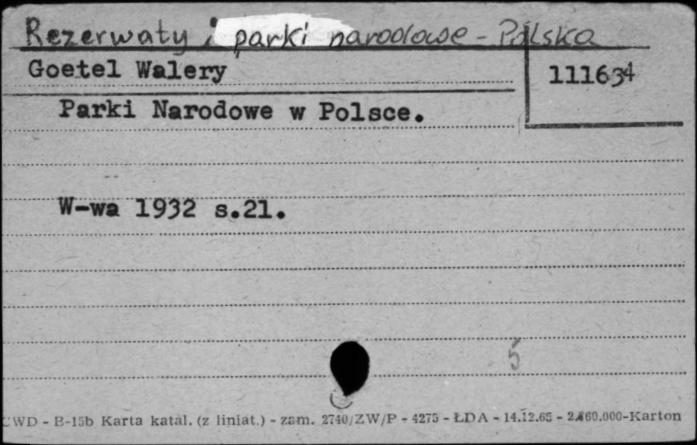 Rezerwaty i parki narodowe - Polska
Goetel Walery
111634
Parki Narodowe w Polsce.
W-wa 1932 s.21.
5
CWD - B-15b Karta katal. (z liniat.) - zam. 2740/ZW/P - 4275 - ŁDA - 14.12.65 - 2.460.000-Karton